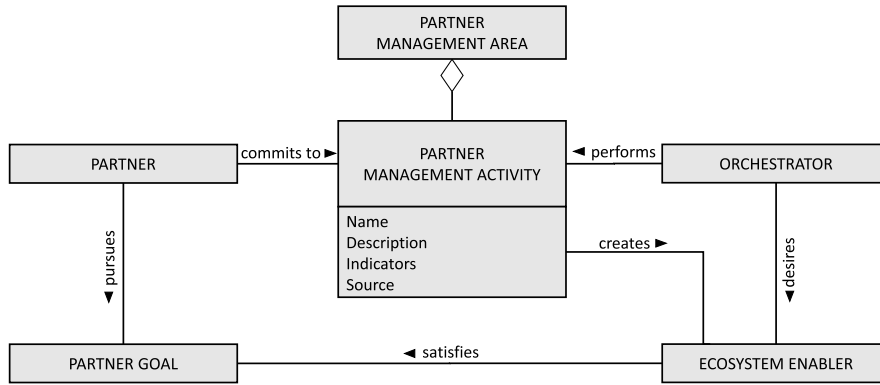 PARTNER
MANAGEMENT AREA
PARTNER
commits to
PARTNER
MANAGEMENT ACTIVITY
performs
ORCHESTRATOR
Name
Description
Indicators
Source
pursues
creates
desires
PARTNER GOAL
satisfies
ECOSYSTEM ENABLER